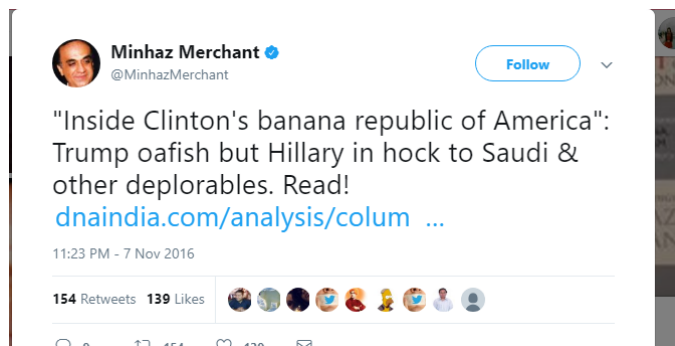 Minhaz Merchant
@MinhazMerchant
Follow
"Inside Clinton's banana republic of America":
Trump oafish but Hillary in hock to Saudi &
other deplorables. Read!
dnaindia.com/analysis/colum ...
11:23 PM - 7 Nov 2016
154 Retweets 139 Likes